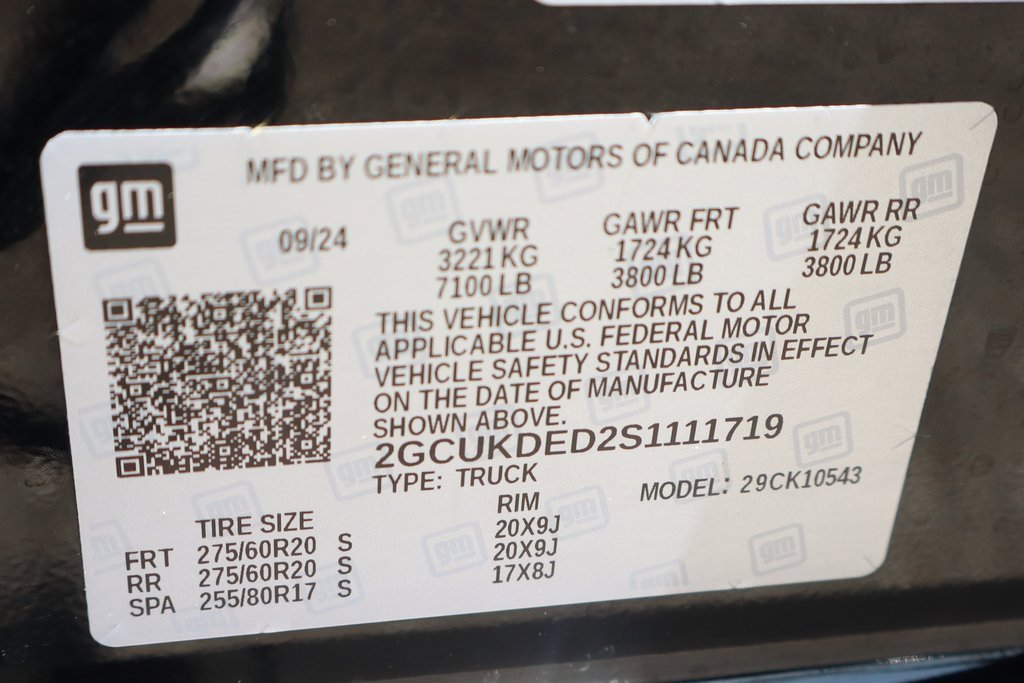 gm
MFD BY GENERAL MOTORS OF CANADA COMPANY
09/24
GVWR GAWR FRT GAWR RR
3221 KG 1724 KG 1724 KG
7100 LB 3800 LB 3800 LB
THIS VEHICLE CONFORMS TO ALL
APPLICABLE U.S. FEDERAL MOTOR
VEHICLE SAFETY STANDARDS IN EFFECT
ON THE DATE OF MANUFACTURE
SHOWN ABOVE.
2GCUKDED2S1111719
TYPE: TRUCK MODEL: 29CK10543
TIRE SIZE RIM
FRT 275/60R20 S 20X9J
RR 275/60R20 S 20X9J
SPA 255/80R17 S 17X8J